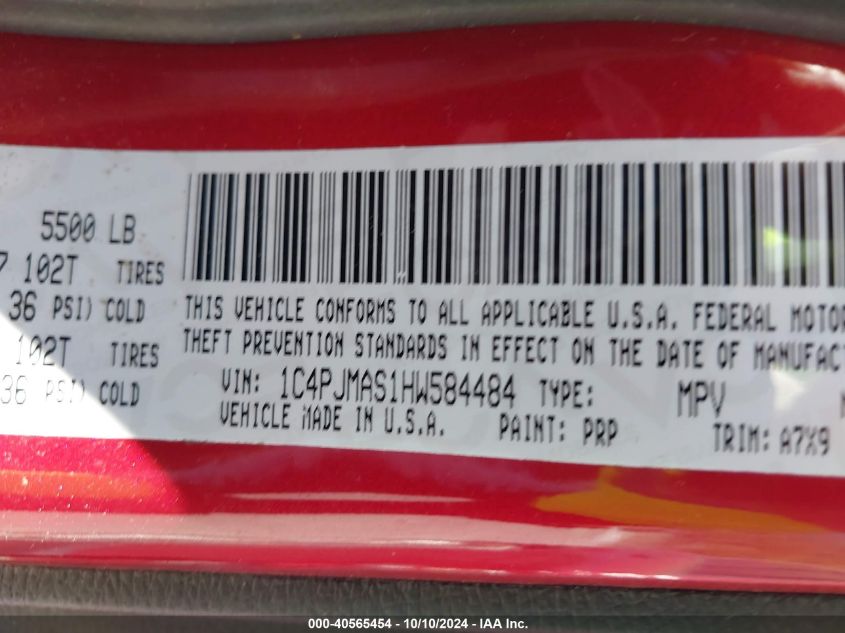 5500 LB
7 102T TIRES
36 PSI) COLD
102T TIRES
36 PSI) COLD
THIS VEHICLE CONFORMS TO ALL APPLICABLE U.S.A. FEDERAL MOTOR
THEFT PREVENTION STANDARDS IN EFFECT ON THE DATE OF MANUFACT
VIN: 1C4PJMAS1HW584484 TYPE: MPV
VEHICLE MADE IN U.S.A. PAINT: PRP TRIM: A7X9
000-40565454 - 10/10/2024 - IAA Inc.